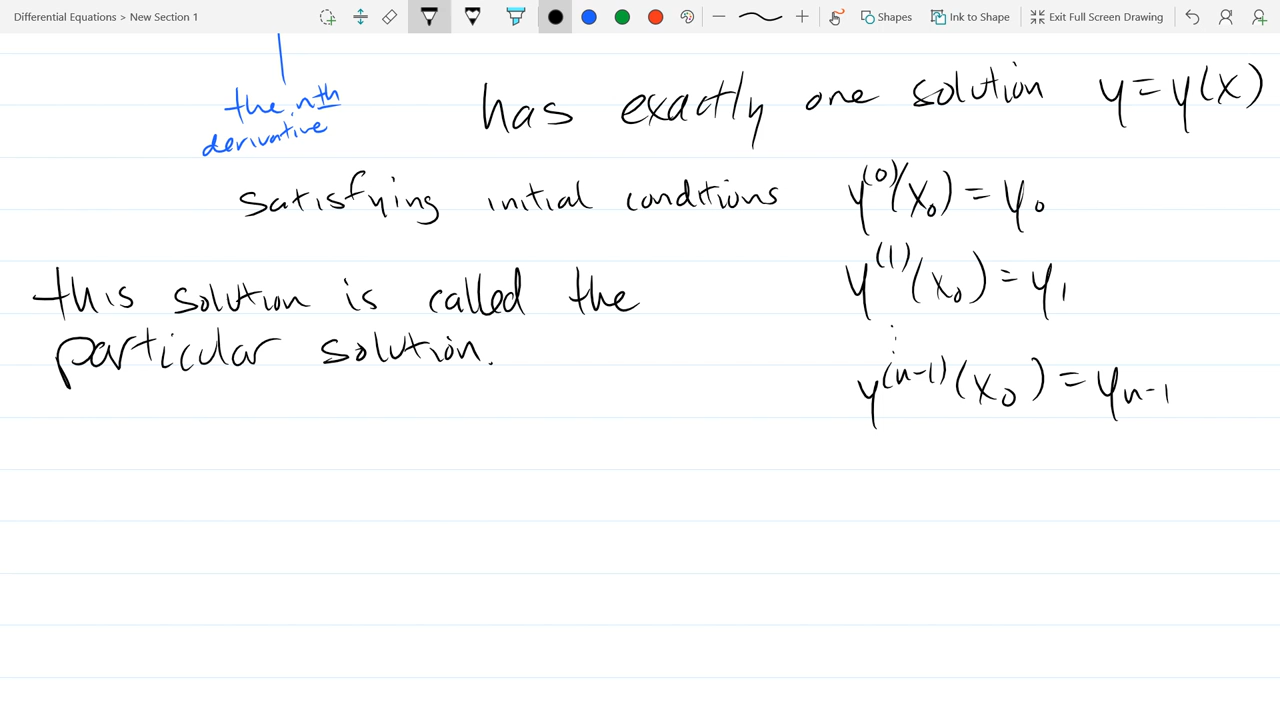 Differential Equations > New Section 1
Shapes
Ink to Shape
Exit Full Screen Drawing
the nth
derivative
has exactly one solution y=y(x)
satisfying initial conditions y⁽⁰⁾(x₀)=y₀
y⁽¹⁾(x₀)=y₁
⋮
this solution is called the
particular solution.
y⁽ⁿ⁻¹⁾(x₀)=yₙ₋₁